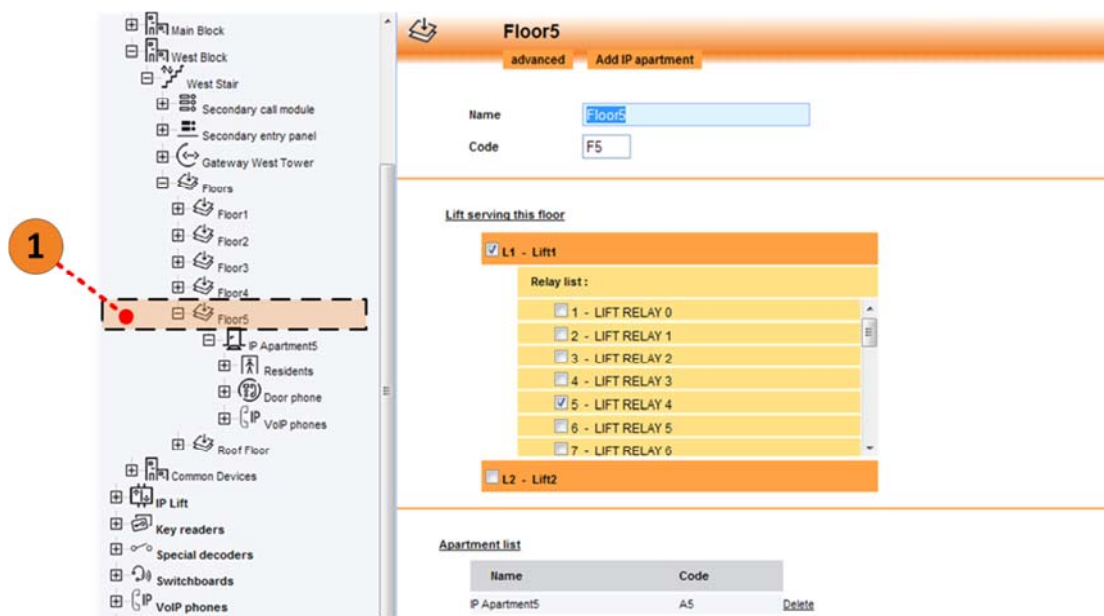 Main Block
West Block
West Stair
Secondary call module
Secondary entry panel
Gateway West Tower
Floors
Floor1
Floor2
Floor3
Floor4
Floor5
IP Apartment5
Residents
Door phone
IP VoIP phones
Roof Floor
Common Devices
IP Lift
Key readers
Special decoders
Switchboards
IP VoIP phones
1
Floor5
advanced Add IP apartment
Name Floor5
Code F5
Lift serving this floor
L1 - Lift1
Relay list :
1 - LIFT RELAY 0
2 - LIFT RELAY 1
3 - LIFT RELAY 2
4 - LIFT RELAY 3
5 - LIFT RELAY 4
6 - LIFT RELAY 5
7 - LIFT RELAY 6
L2 - Lift2
Apartment list
Name Code
IP Apartment5 A5 Delete